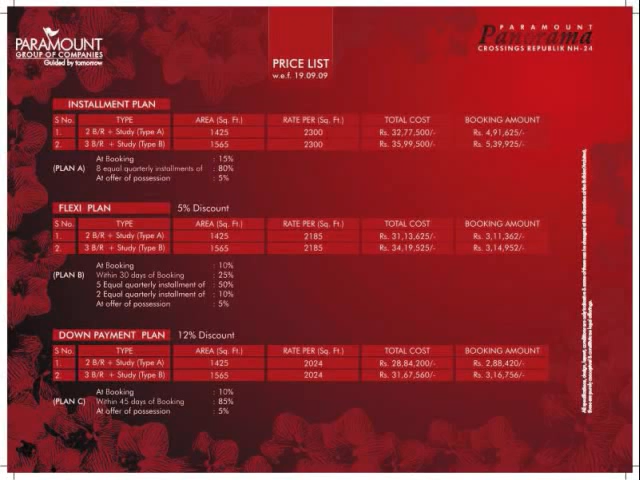 PARAMOUNT
GROUP OF COMPANIES
Guided by tomorrow
PRICE LIST
w.e.f. 19.09.09
PARAMOUNT
Panorama
CROSSINGS REPUBLIK NH-24
INSTALLMENT PLAN
S No. TYPE AREA (Sq. Ft.) RATE PER (Sq. Ft.) TOTAL COST BOOKING AMOUNT
1. 2 B/R + Study (Type A) 1425 2300 Rs. 32,77,500/- Rs. 4,91,625/-
2. 3 B/R + Study (Type B) 1565 2300 Rs. 35,99,500/- Rs. 5,39,925/-
At Booking : 15%
(PLAN A) 8 equal quarterly installments of : 80%
At offer of possession : 5%
FLEXI PLAN 5% Discount
S No. TYPE AREA (Sq. Ft.) RATE PER (Sq. Ft.) TOTAL COST BOOKING AMOUNT
1. 2 B/R + Study (Type A) 1425 2185 Rs. 31,13,625/- Rs. 3,11,362/-
2. 3 B/R + Study (Type B) 1565 2185 Rs. 34,19,525/- Rs. 3,14,952/-
At Booking : 10%
(PLAN B) Within 30 days of Booking : 25%
5 Equal quarterly installment of : 50%
2 Equal quarterly installment of : 10%
At offer of possession : 5%
DOWN PAYMENT PLAN 12% Discount
S No. TYPE AREA (Sq. Ft.) RATE PER (Sq. Ft.) TOTAL COST BOOKING AMOUNT
1. 2 B/R + Study (Type A) 1425 2024 Rs. 28,84,200/- Rs. 2,88,420/-
2. 3 B/R + Study (Type B) 1565 2024 Rs. 31,67,560/- Rs. 3,16,756/-
At Booking : 10%
(PLAN C) Within 45 days of Booking : 85%
At offer of possession : 5%